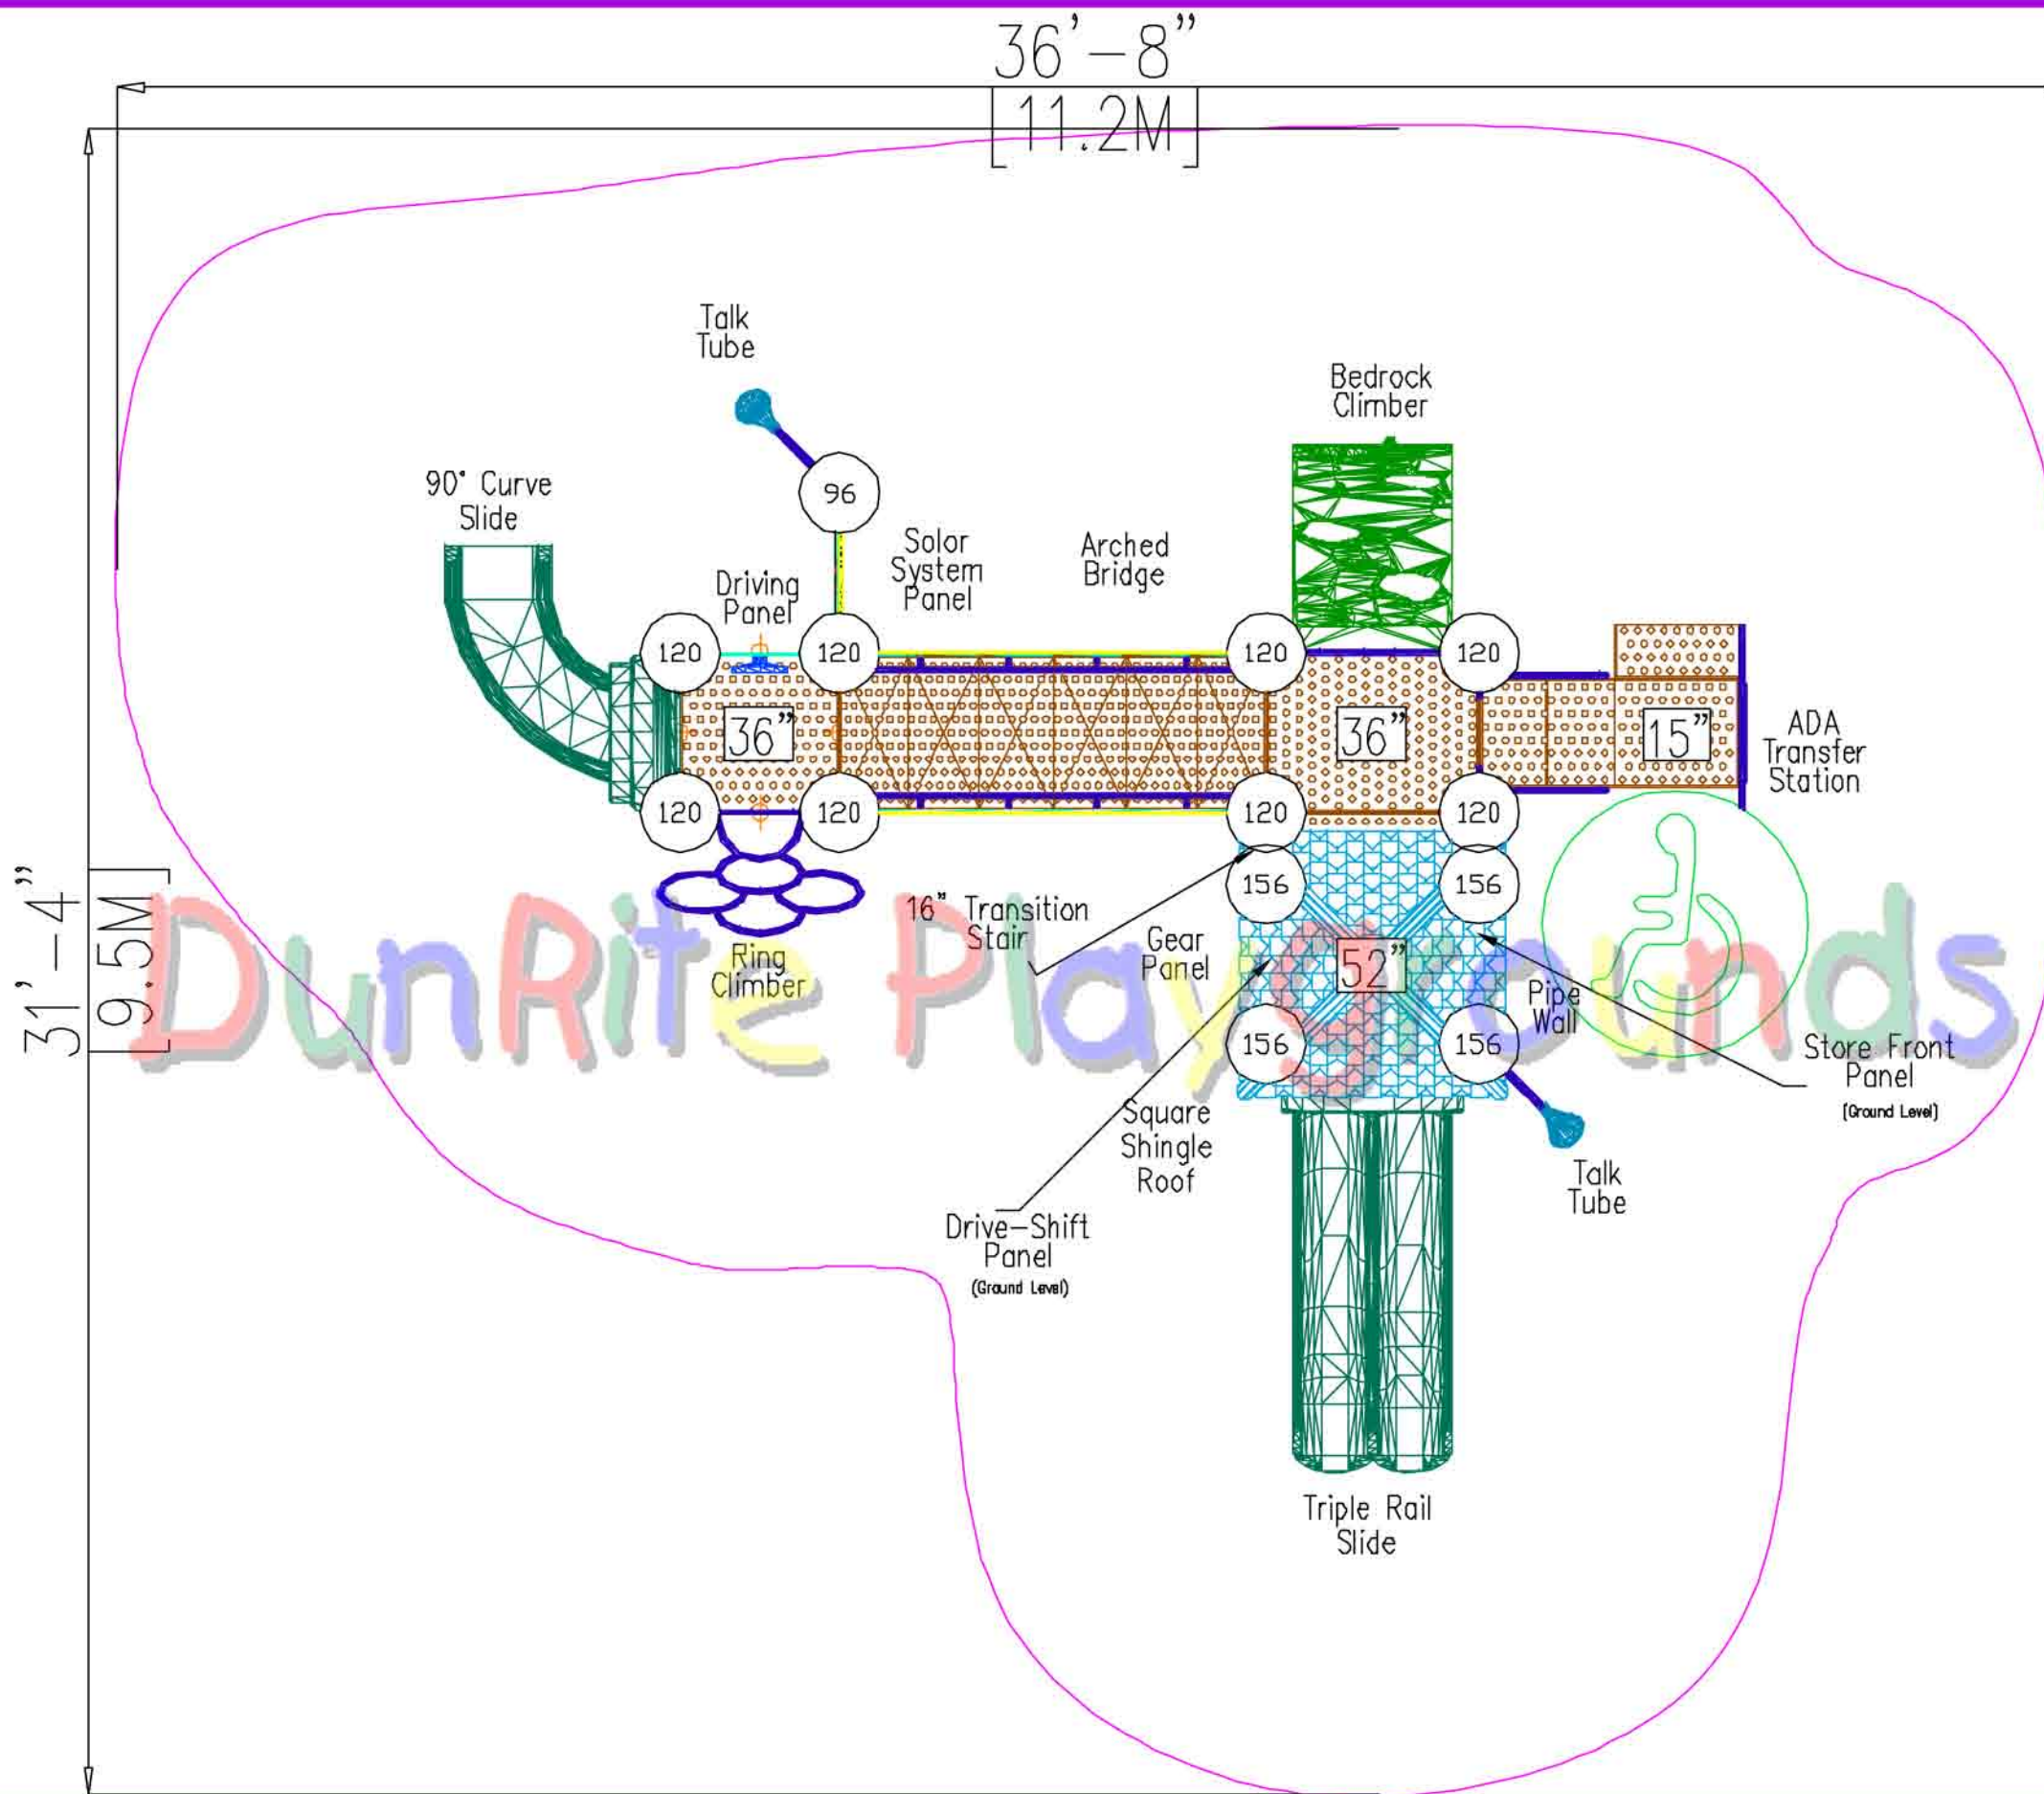 36'-8"
[11.2M]
Talk
Tube
Bedrock
Climber
90° Curve
Slide
96
Solor
System
Panel
Arched
Bridge
Driving
Panel
120
120
120
120
36"
36"
15"
ADA
Transfer
Station
120
120
120
120
31'-4"
[9.5M]
156
156
16" Transition
Stair
Gear
Panel
Ring
Climber
52"
Pipe
Wall
DunRite Playgrounds
156
156
Store Front
Panel
(Ground Level)
Square
Shingle
Roof
Talk
Tube
Drive-Shift
Panel
(Ground Level)
Triple Rail
Slide